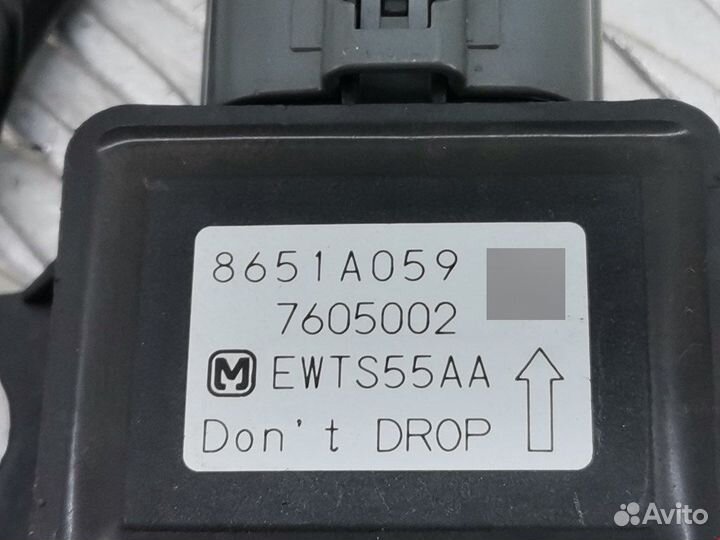 8651A059
7605002
M EWTS55AA
Don't DROP
Avito